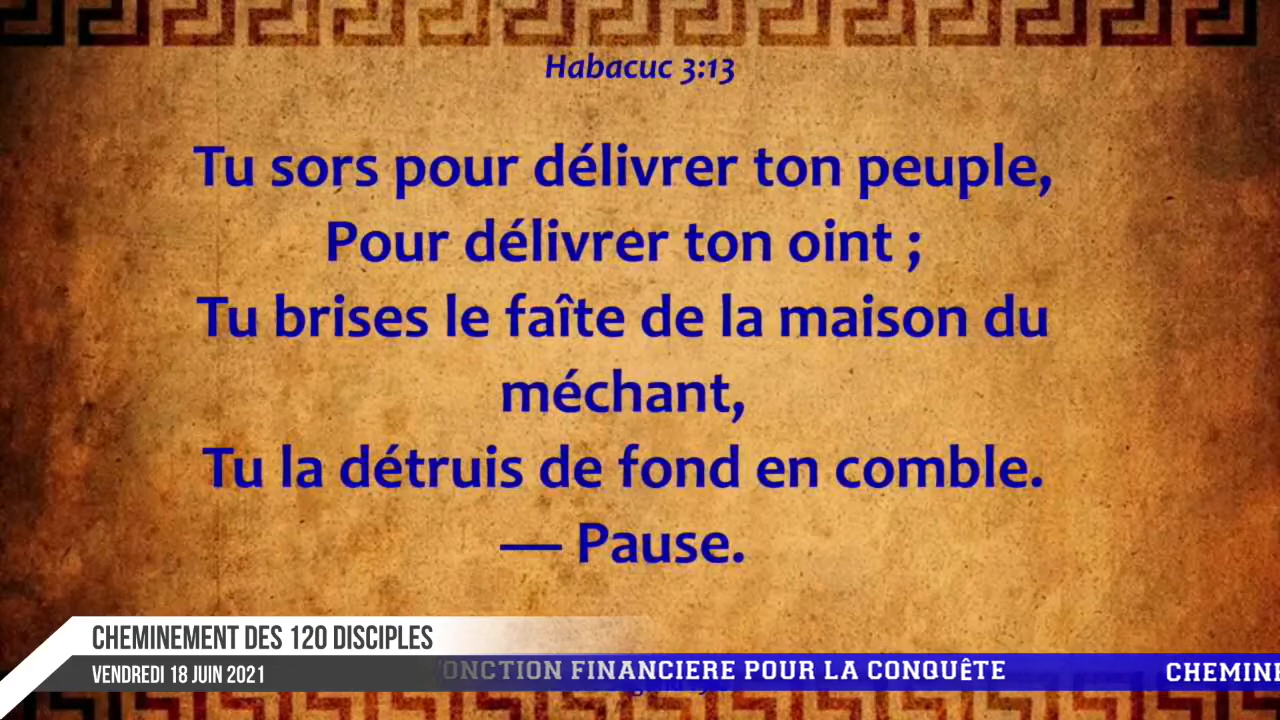 Habacuc 3:13
Tu sors pour délivrer ton peuple,
Pour délivrer ton oint ;
Tu brises le faîte de la maison du
méchant,
Tu la détruis de fond en comble.
— Pause.
CHEMINEMENT DES 120 DISCIPLES
VENDREDI 18 JUIN 2021
ONCTION FINANCIERE POUR LA CONQUÊTE
CHEMINE